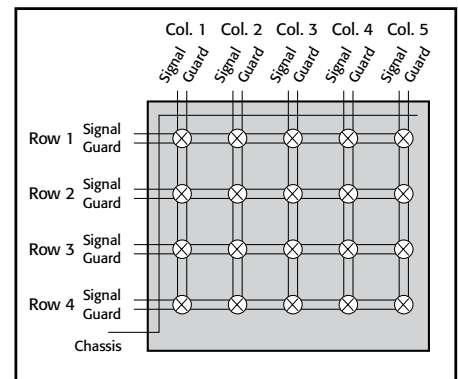 Col. 1 Col. 2 Col. 3 Col. 4 Col. 5
Signal Guard Signal Guard Signal Guard Signal Guard Signal Guard
Row 1 Signal
Guard
Row 2 Signal
Guard
Row 3 Signal
Guard
Row 4 Signal
Guard
Chassis